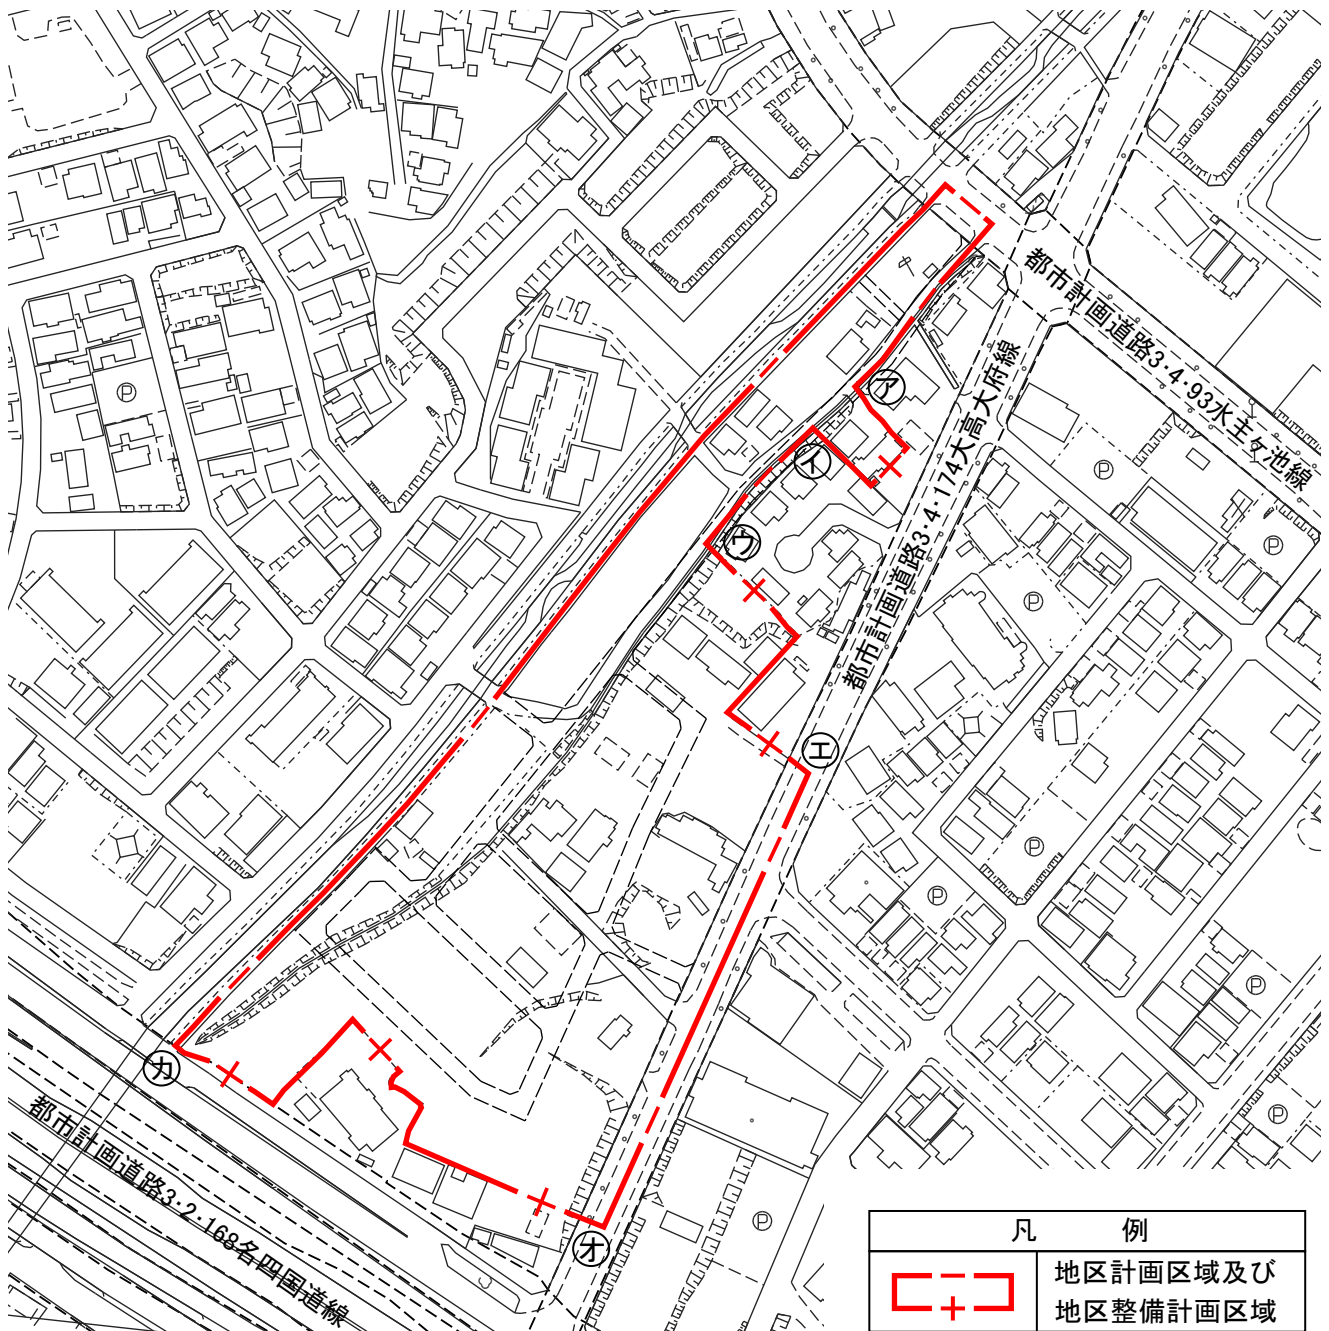 都市計画道路3・4・93水主ヶ池線
都市計画道路3・4・174大高大府線
ア
イ
ウ
エ
オ
カ
都市計画道路3・2・168名四国道線
P
P
P
P
P
P
P
P
P
凡 例
地区計画区域及び
地区整備計画区域